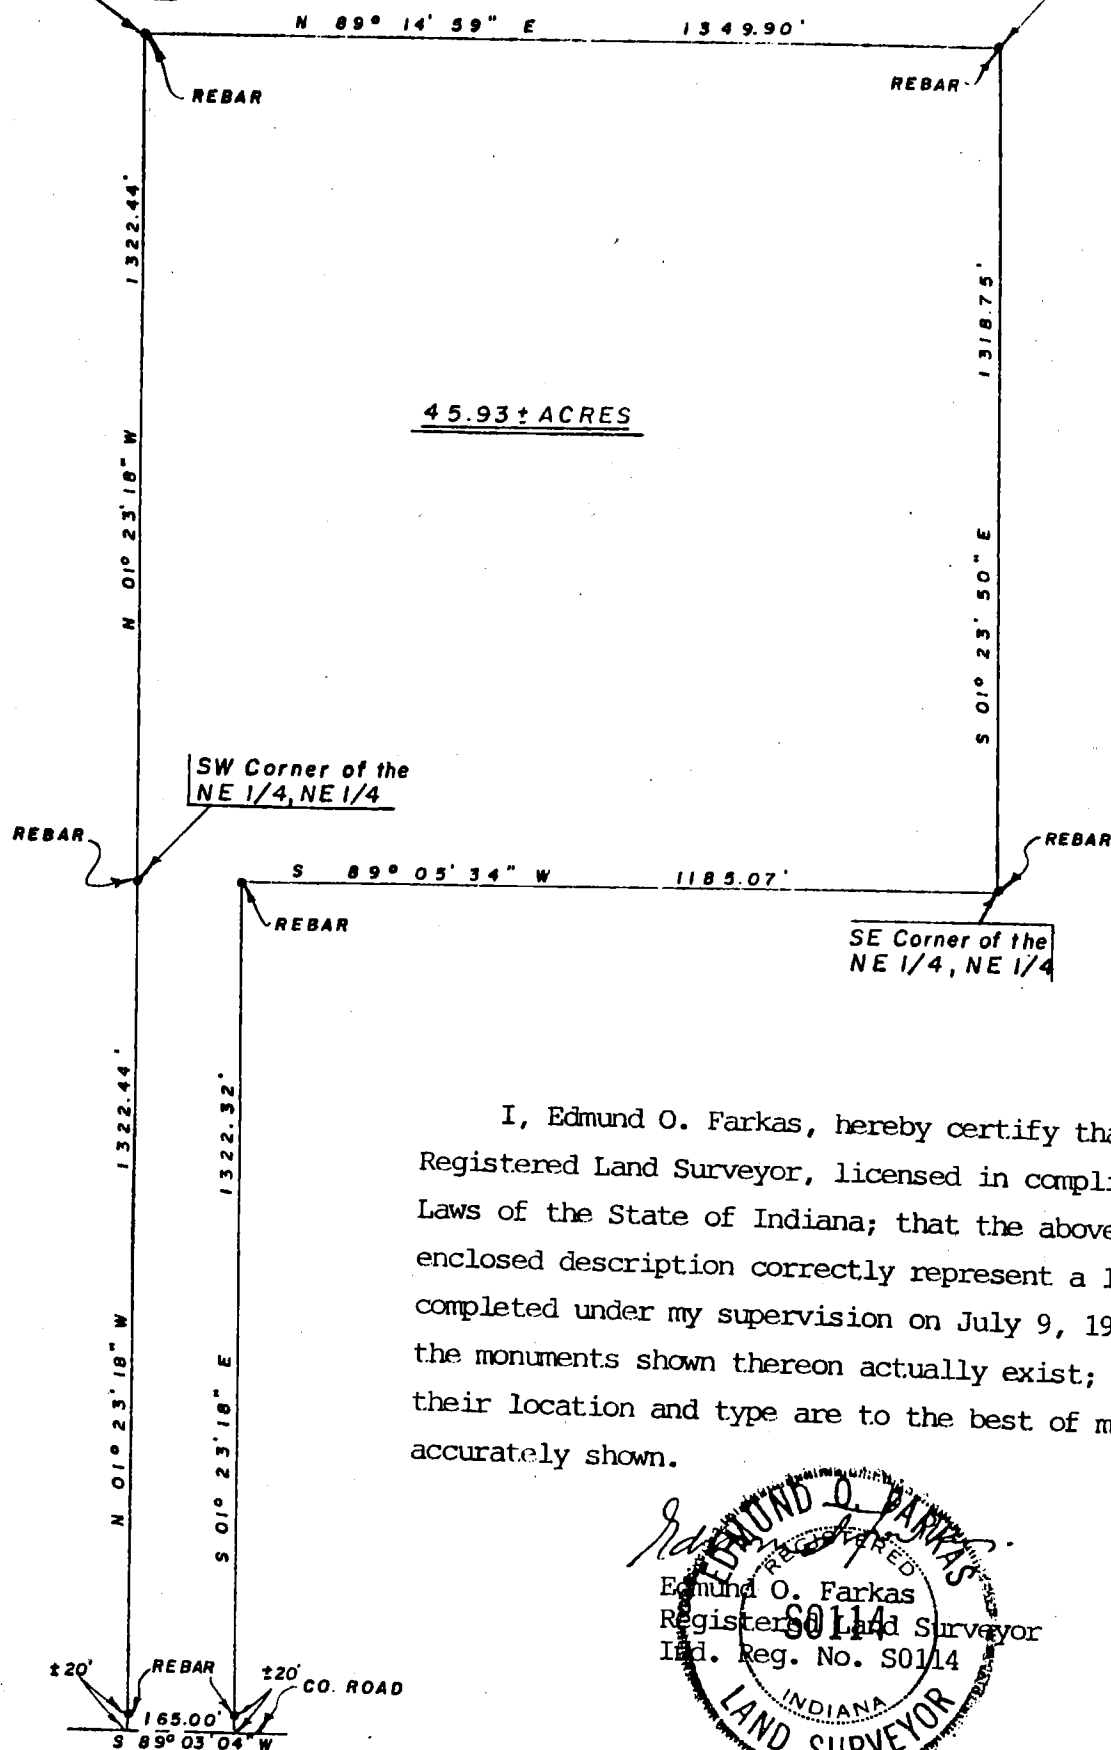 N 89° 14' 59" E 1349.90'
REBAR
REBAR
1322.44'
N 01° 23' 18" W
1318.75'
S 01° 23' 50" E
45.93± ACRES
SW Corner of the
NE 1/4, NE 1/4
REBAR
REBAR
S 89° 05' 34" W 1185.07'
REBAR
SE Corner of the
NE 1/4, NE 1/4
1322.44'
N 01° 23' 18" W
1322.32'
S 01° 23' 18" E
I, Edmund O. Farkas, hereby certify tha
Registered Land Surveyor, licensed in compli
Laws of the State of Indiana; that the above
enclosed description correctly represent a l
completed under my supervision on July 9, 19
the monuments shown thereon actually exist;
their location and type are to the best of m
accurately shown.
EDMUND O. FARKAS
REGISTERED
S0114
INDIANA
LAND SURVEYOR
Edmund O. Farkas
Registered Land Surveyor
Ind. Reg. No. S0114
±20' REBAR ±20' CO. ROAD
165.00'
S 89° 03' 04" W